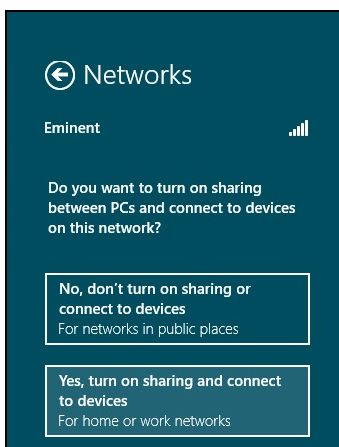 Networks
Eminent
Do you want to turn on sharing
between PCs and connect to devices
on this network?
No, don't turn on sharing or
connect to devices
For networks in public places
Yes, turn on sharing and connect
to devices
For home or work networks